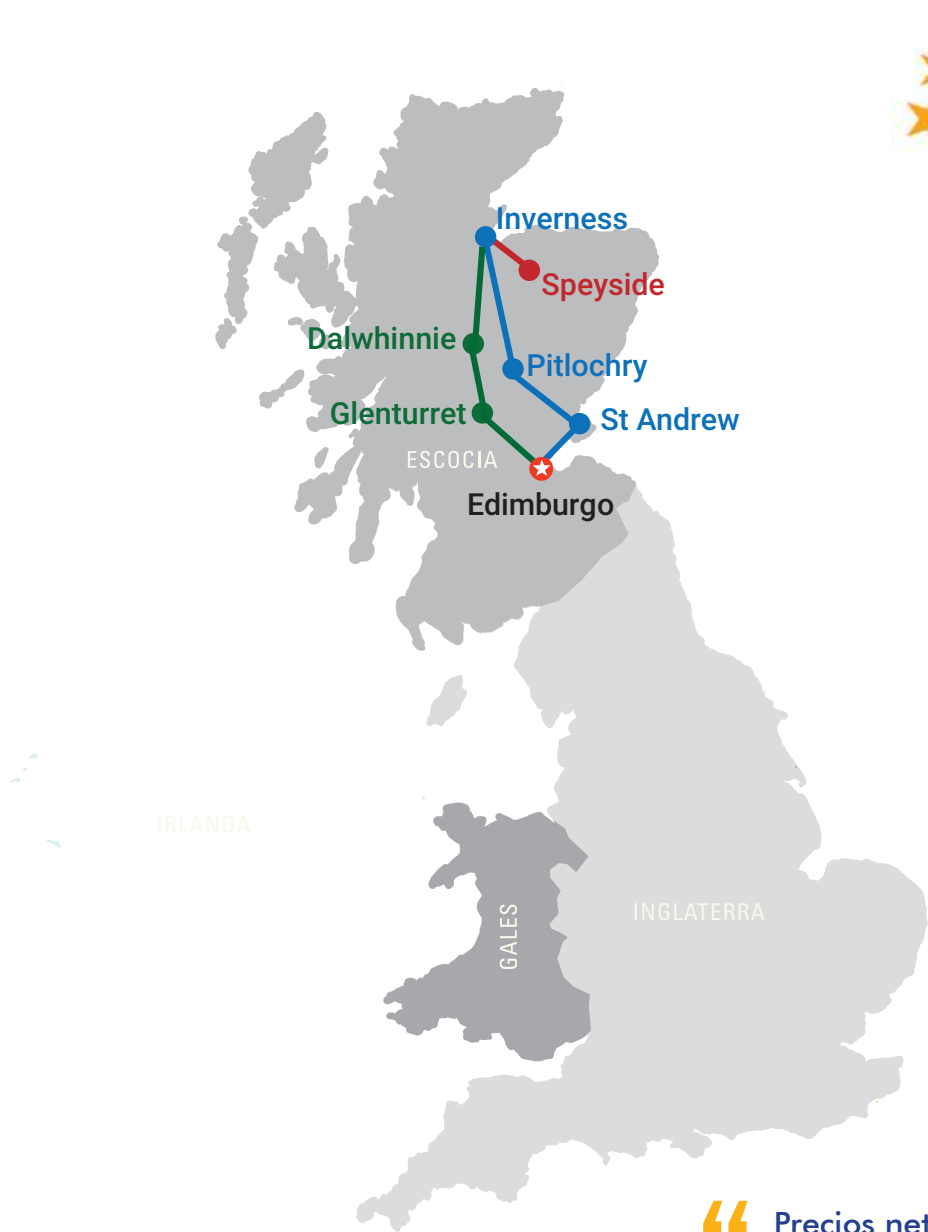 Inverness
Speyside
Dalwhinnie
Pitlochry
Glenturret
St Andrew
ESCOCIA
Edimburgo
IRLANDA
GALES
INGLATERRA
“ Precios net